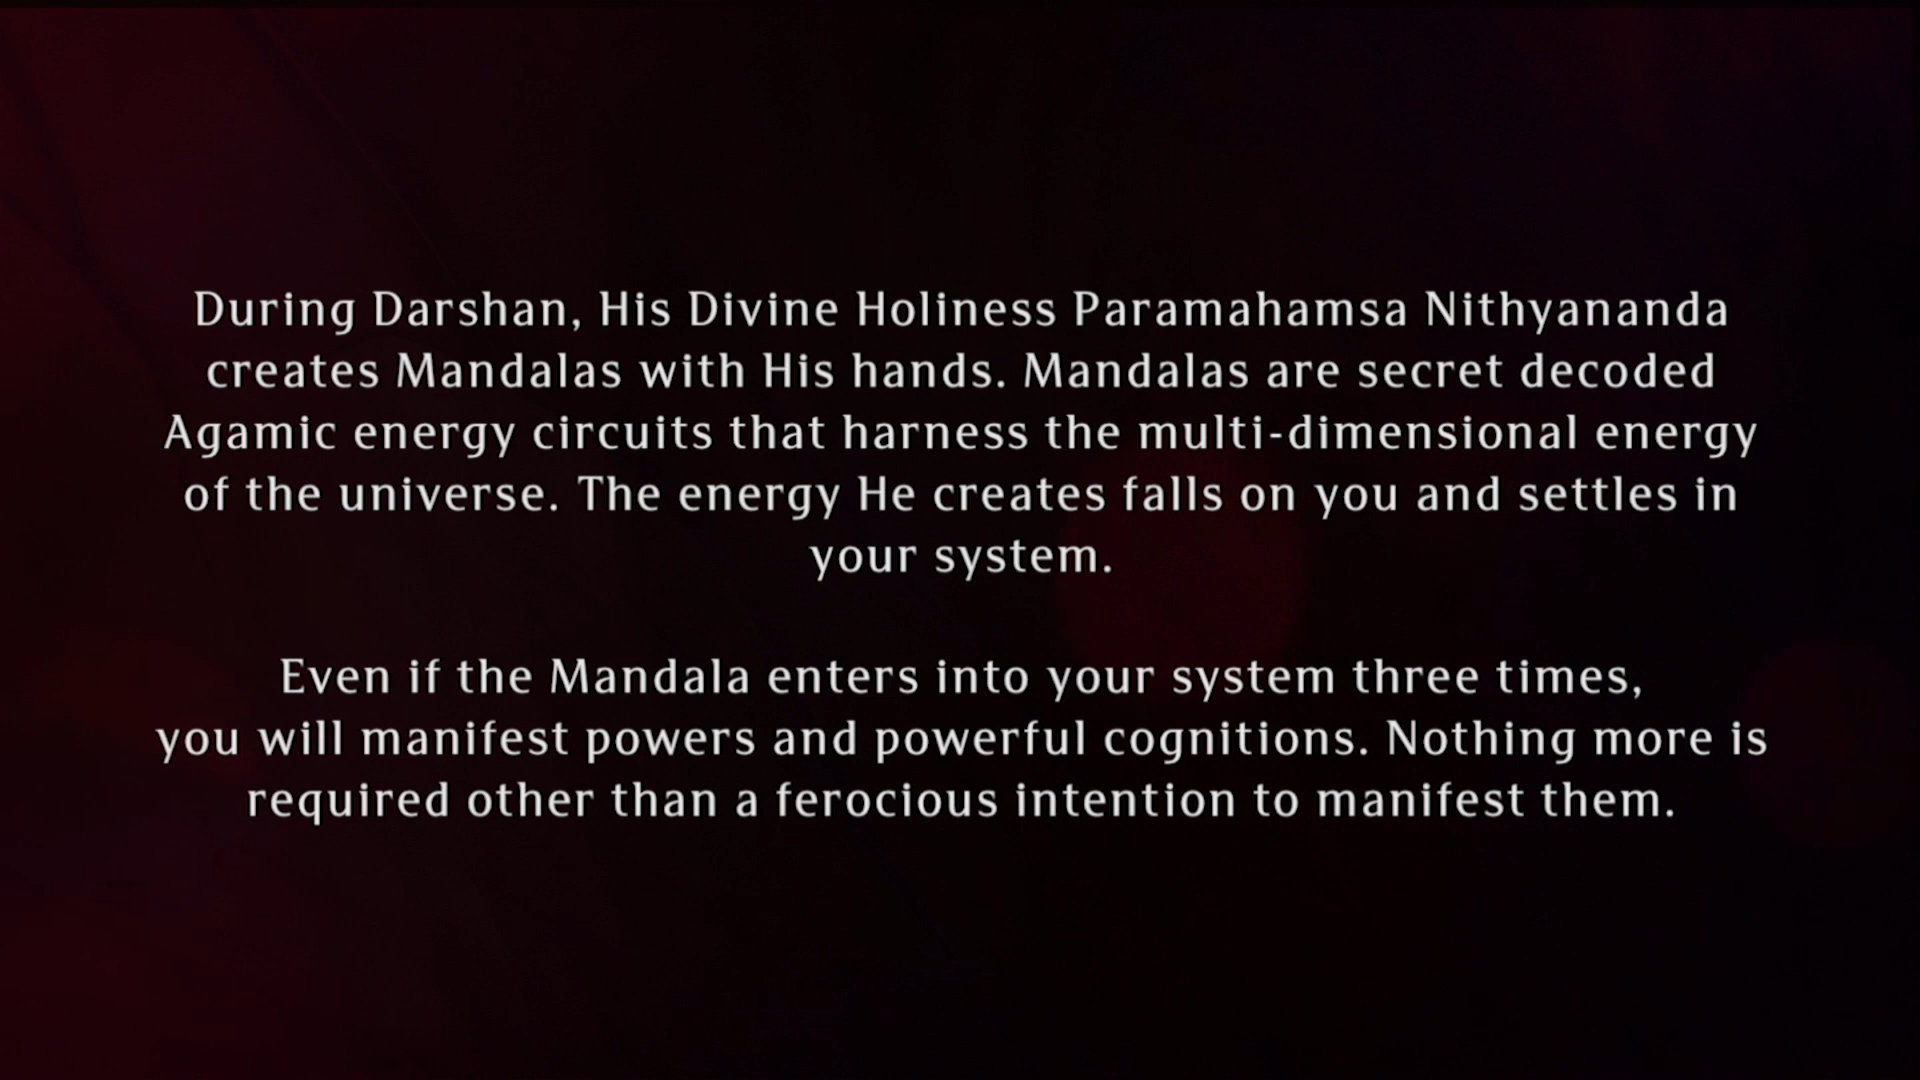 During Darshan, His Divine Holiness Paramahamsa Nithyananda
creates Mandalas with His hands. Mandalas are secret decoded
Agamic energy circuits that harness the multi-dimensional energy
of the universe. The energy He creates falls on you and settles in
your system.
Even if the Mandala enters into your system three times,
you will manifest powers and powerful cognitions. Nothing more is
required other than a ferocious intention to manifest them.